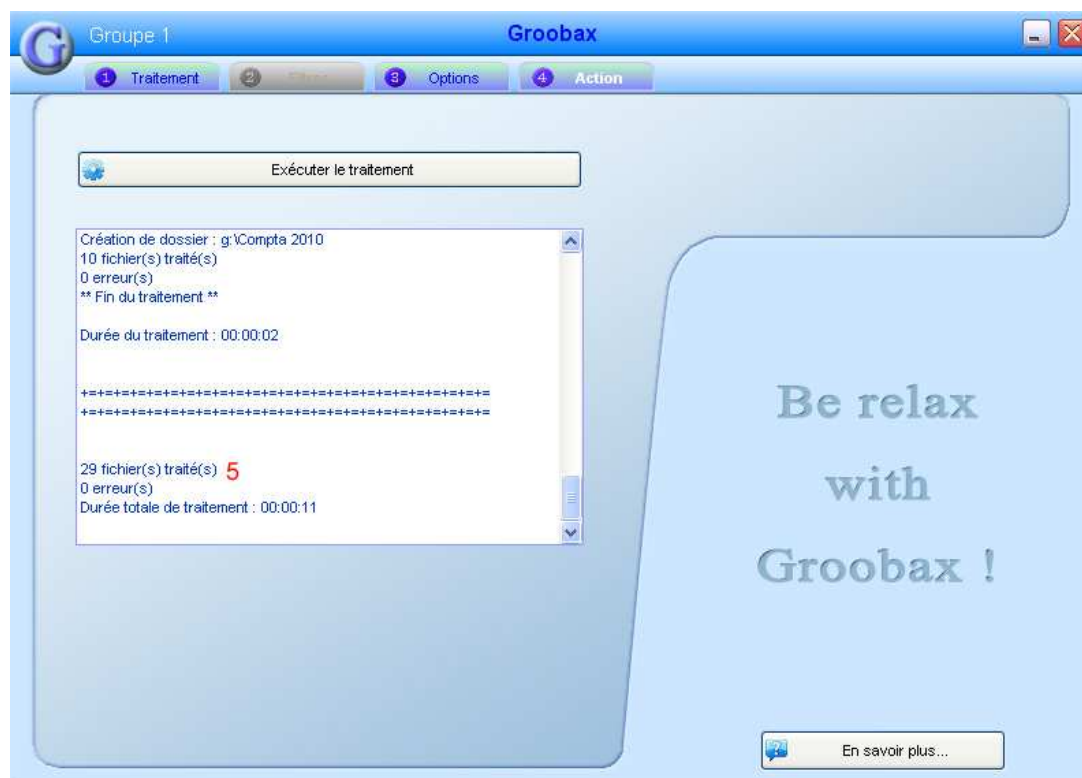 G Groupe 1 Groobax
1 Traitement 2 3 Options 4 Action
Exécuter le traitement
Création de dossier : g:\Compta 2010
10 fichier(s) traité(s)
0 erreur(s)
** Fin du traitement **
Durée du traitement : 00:00:02
+=+=+=+=+=+=+=+=+=+=+=+=+=+=+=+=+=+=+=+=+=+=+=+=+=
+=+=+=+=+=+=+=+=+=+=+=+=+=+=+=+=+=+=+=+=+=+=+=+=+=
29 fichier(s) traité(s) 5
0 erreur(s)
Durée totale de traitement : 00:00:11
Be relax
with
Groobax !
En savoir plus...